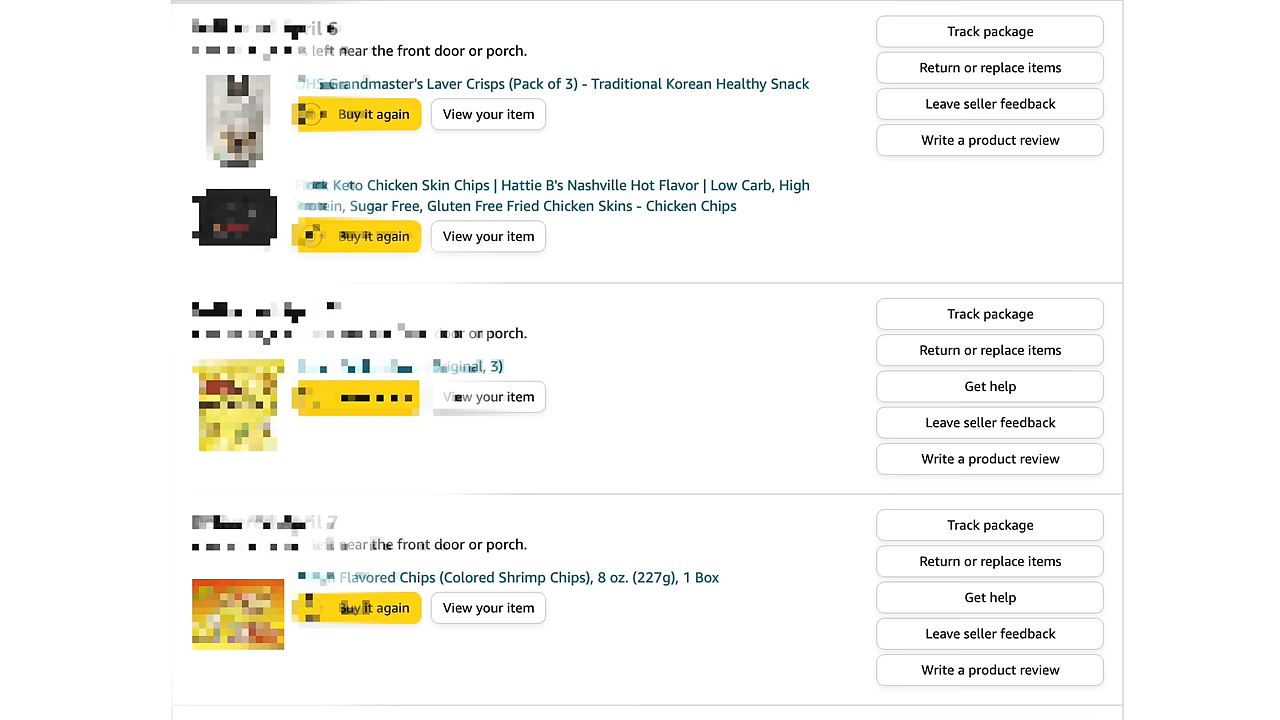 ril 6
left near the front door or porch.
Track package
Return or replace items
Leave seller feedback
Write a product review
Grandmaster's Laver Crisps (Pack of 3) - Traditional Korean Healthy Snack
Buy it again
View your item
Keto Chicken Skin Chips | Hattie B's Nashville Hot Flavor | Low Carb, High
Protein, Sugar Free, Gluten Free Fried Chicken Skins - Chicken Chips
Buy it again
View your item
door or porch.
Track package
Return or replace items
Get help
Leave seller feedback
Write a product review
3)
View your item
left near the front door or porch.
Track package
Return or replace items
Get help
Leave seller feedback
Write a product review
Flavored Chips (Colored Shrimp Chips), 8 oz. (227g), 1 Box
Buy it again
View your item